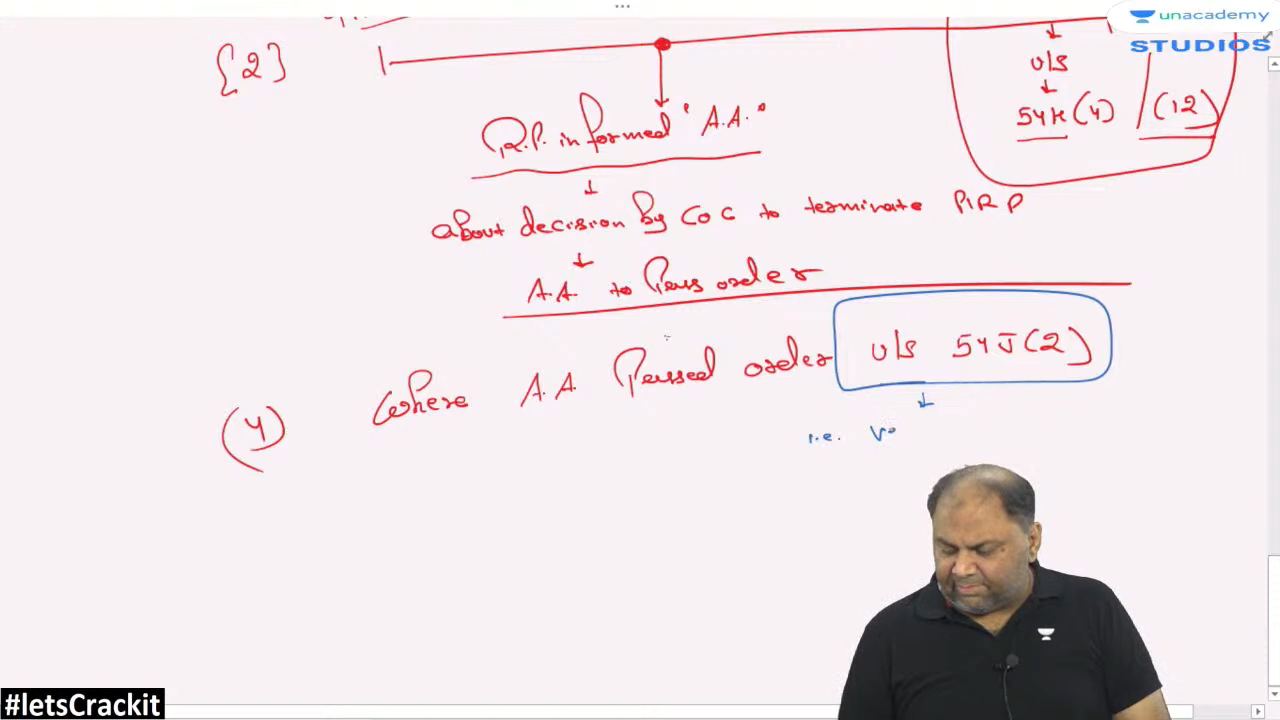 unacademy
STUDIOS
{2}
u/s
54K(4) (12)
R.P. informed "A.A."
about decision by CoC to terminate PIRP
A.A. to Pass order
(4) where A.A Passed order u/s 54J(2)
i.e.
#letsCrackit